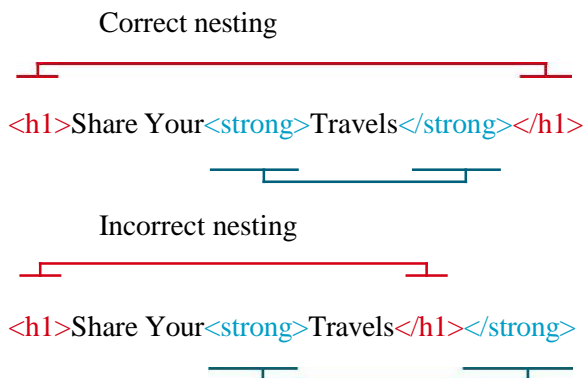 Correct nesting
<h1>Share Your<strong>Travels</strong></h1>
Incorrect nesting
<h1>Share Your<strong>Travels</h1></strong>